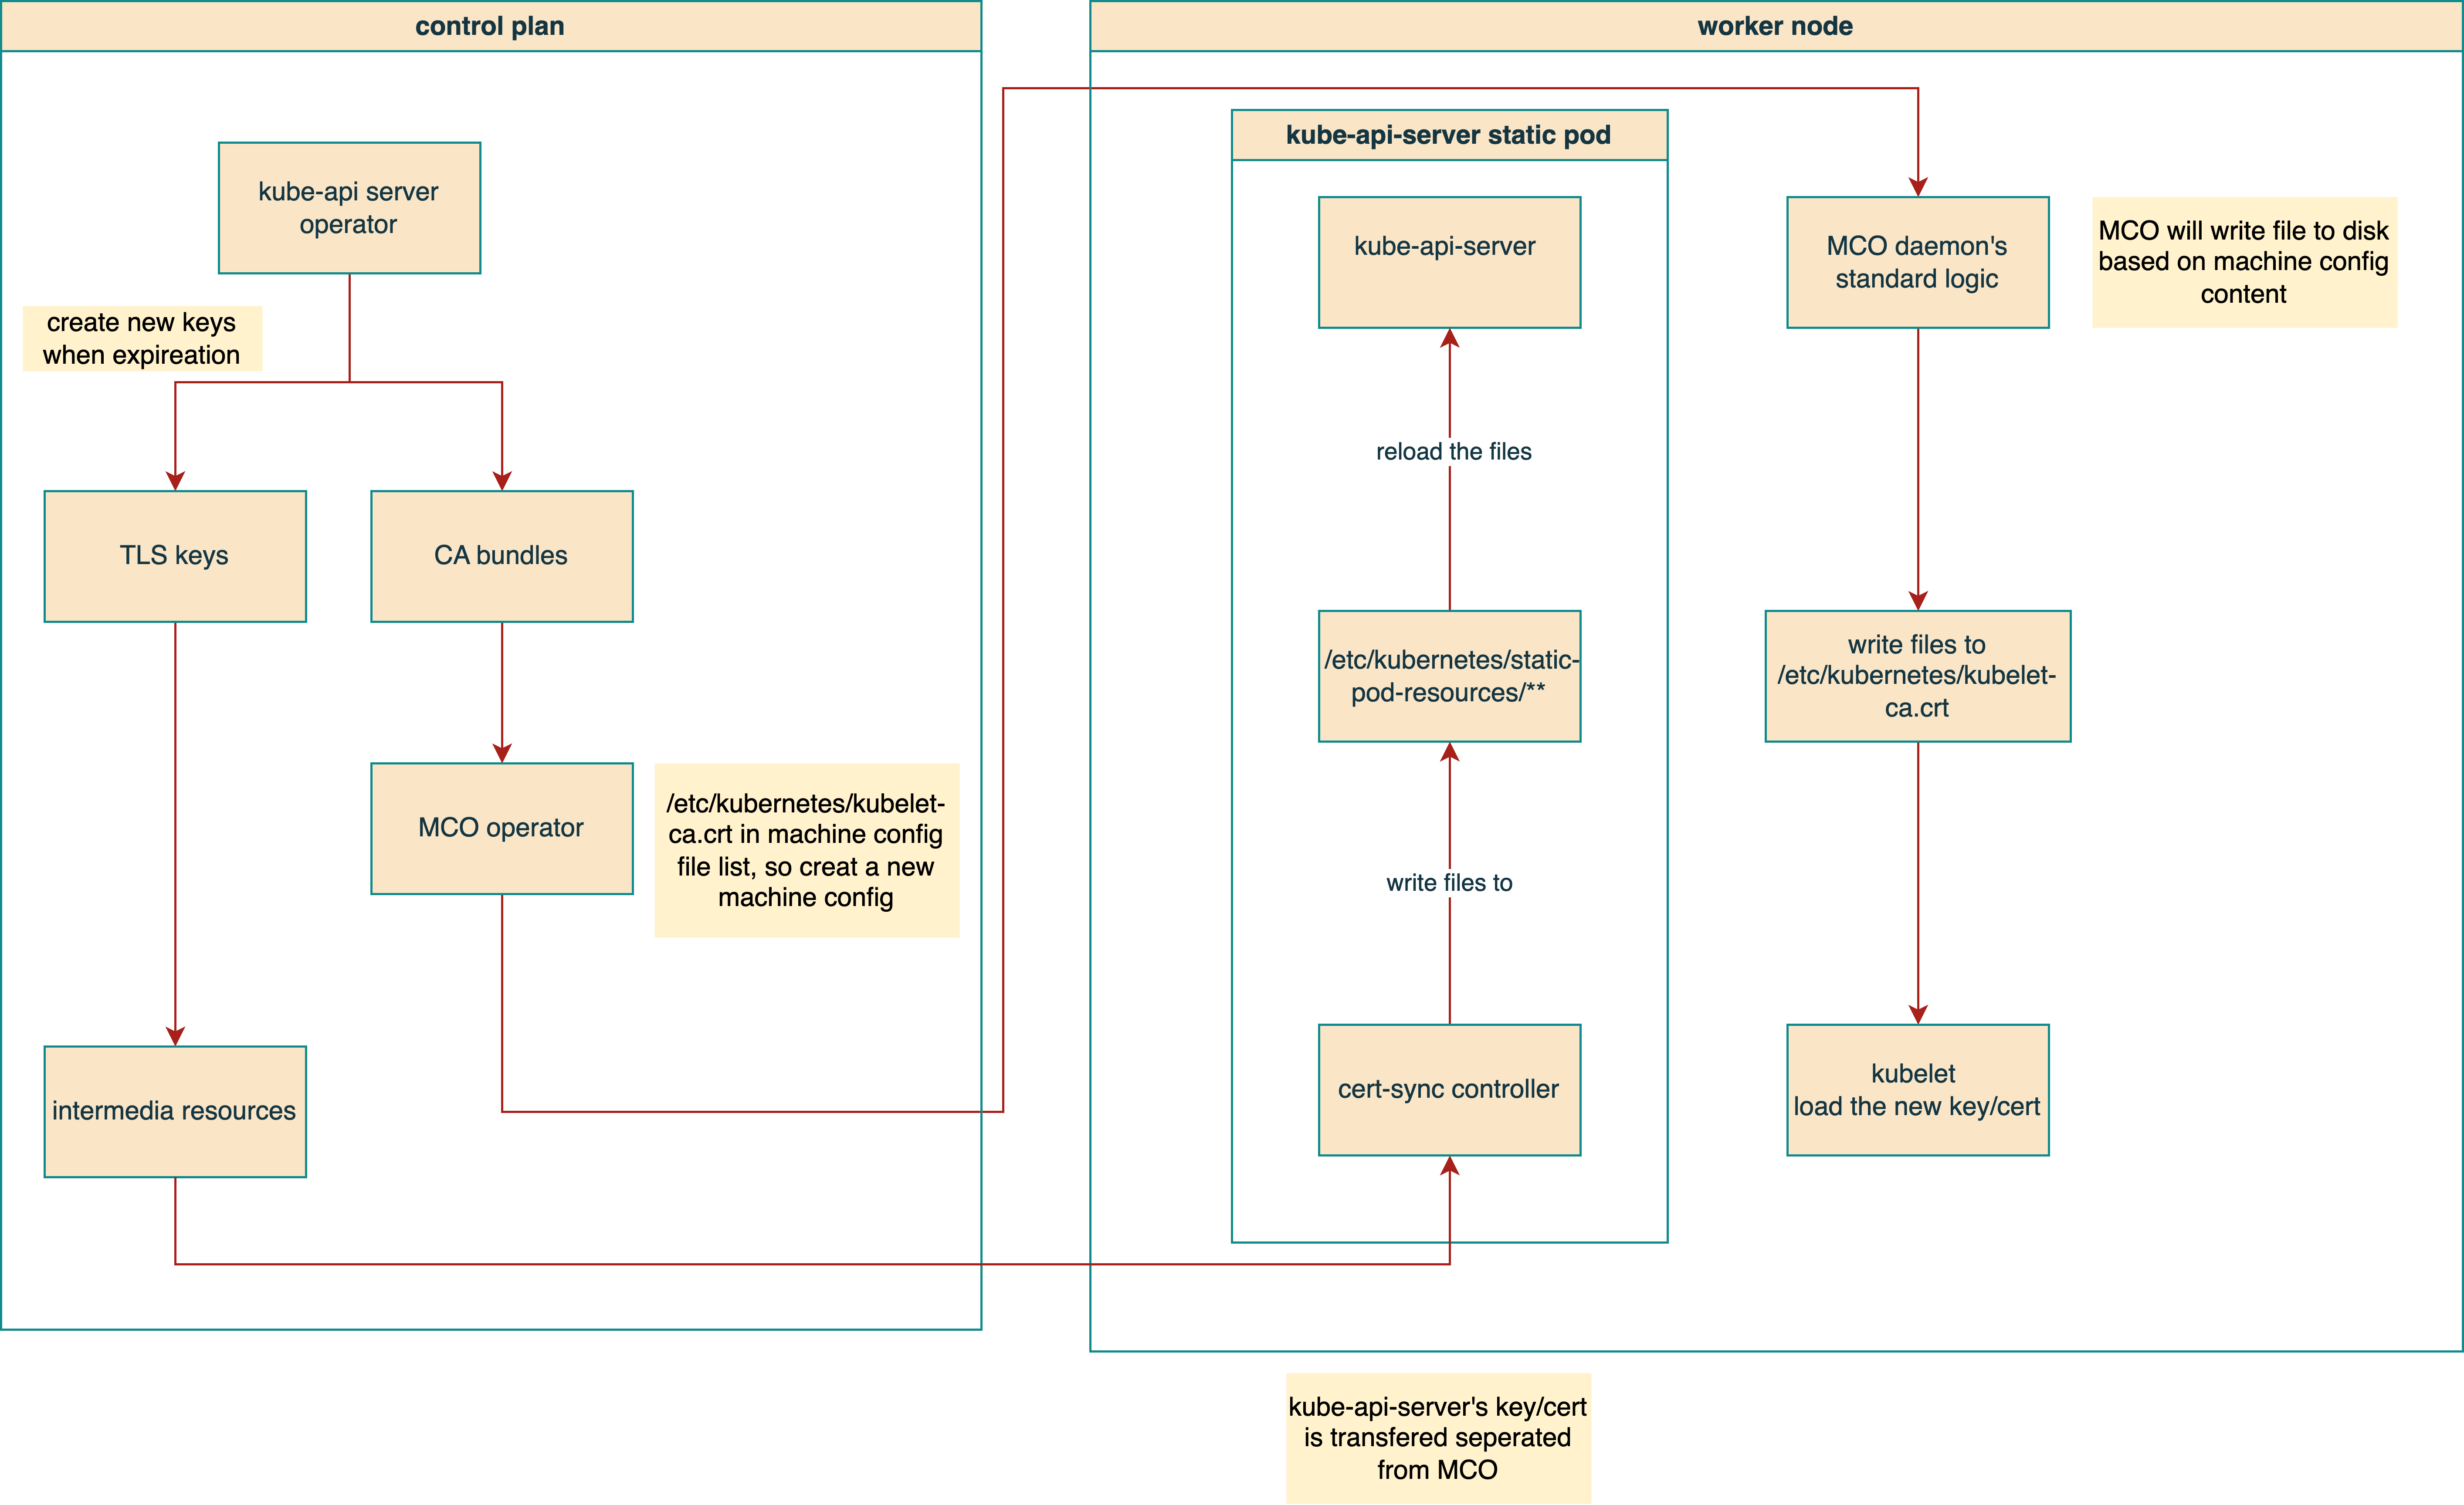 control plan
kube-api server
operator
create new keys
when expireation
TLS keys
CA bundles
MCO operator
/etc/kubernetes/kubelet-
ca.crt in machine config
file list, so creat a new
machine config
intermedia resources
worker node
kube-api-server static pod
kube-api-server
reload the files
/etc/kubernetes/static-
pod-resources/**
write files to
cert-sync controller
MCO daemon's
standard logic
MCO will write file to disk
based on machine config
content
write files to
/etc/kubernetes/kubelet-
ca.crt
kubelet
load the new key/cert
kube-api-server's key/cert
is transfered seperated
from MCO